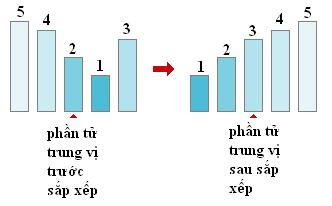 5 4 2 1 3
1 2 3 4 5
phần tử
trung vị
trước
sắp xếp
phần tử
trung vị
sau sắp
xếp